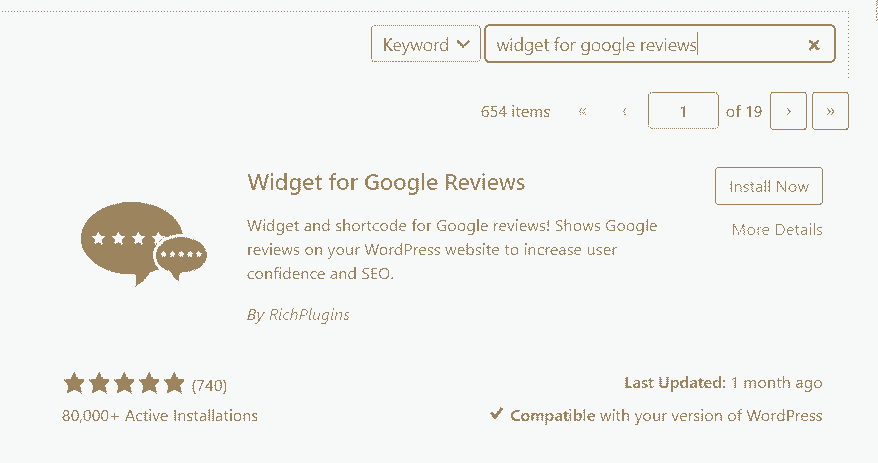 Keyword widget for google reviews
654 items « ‹ 1 of 19 › »
Widget for Google Reviews
Install Now
Widget and shortcode for Google reviews! Shows Google
reviews on your WordPress website to increase user
confidence and SEO.
More Details
By RichPlugins
(740)
Last Updated: 1 month ago
80,000+ Active Installations
Compatible with your version of WordPress